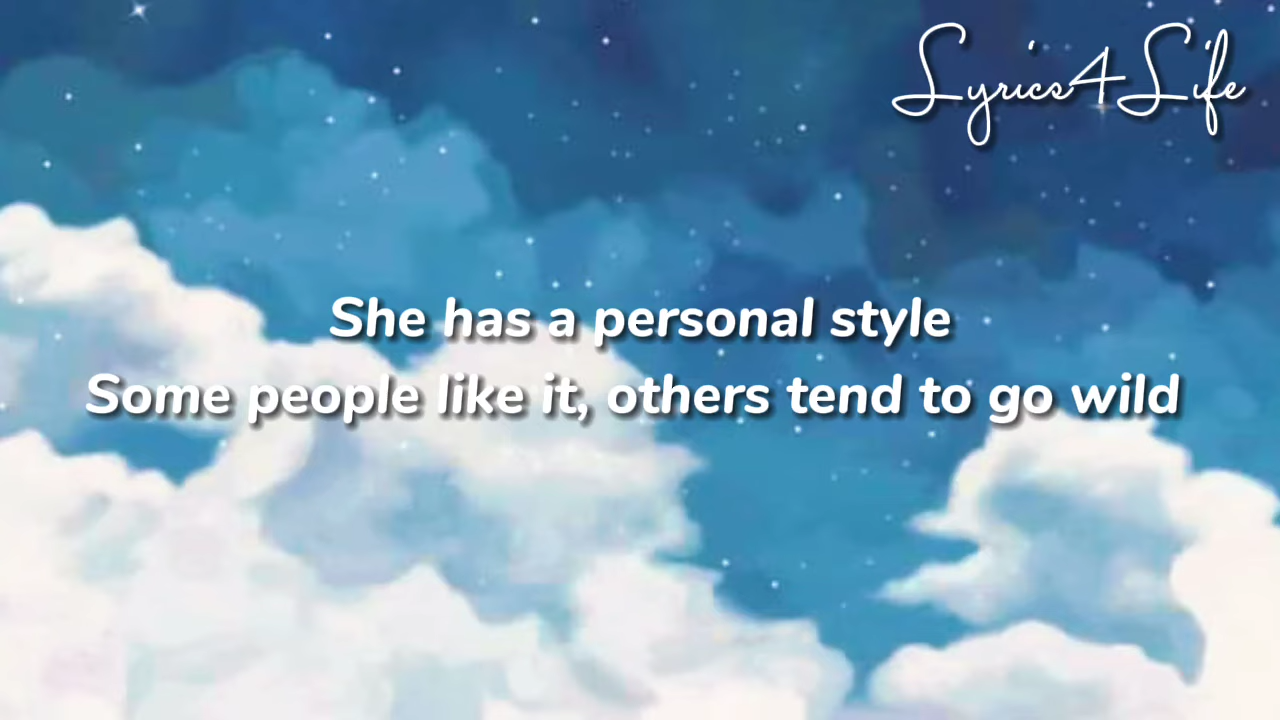 Lyrics4Life
She has a personal style
Some people like it, others tend to go wild